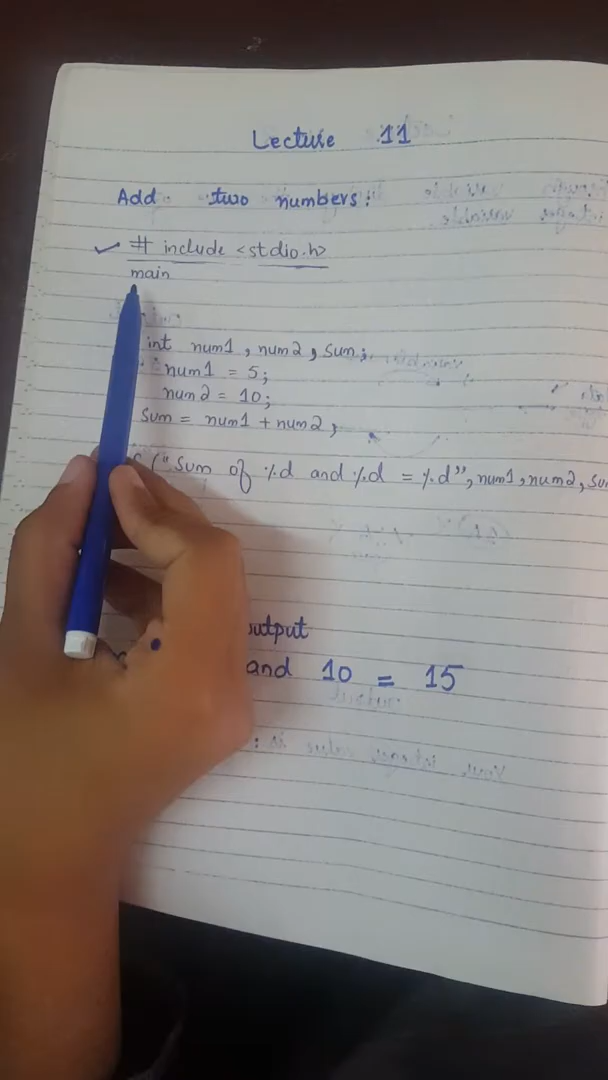 Lecture 11
Add two numbers:
# include <stdio.h>
main
int num1, num2, sum;
num1 = 5;
num2 = 10;
sum = num1 + num2;
("Sum of %d and %d = %d", num1, num2, su
utput
and 10 = 15